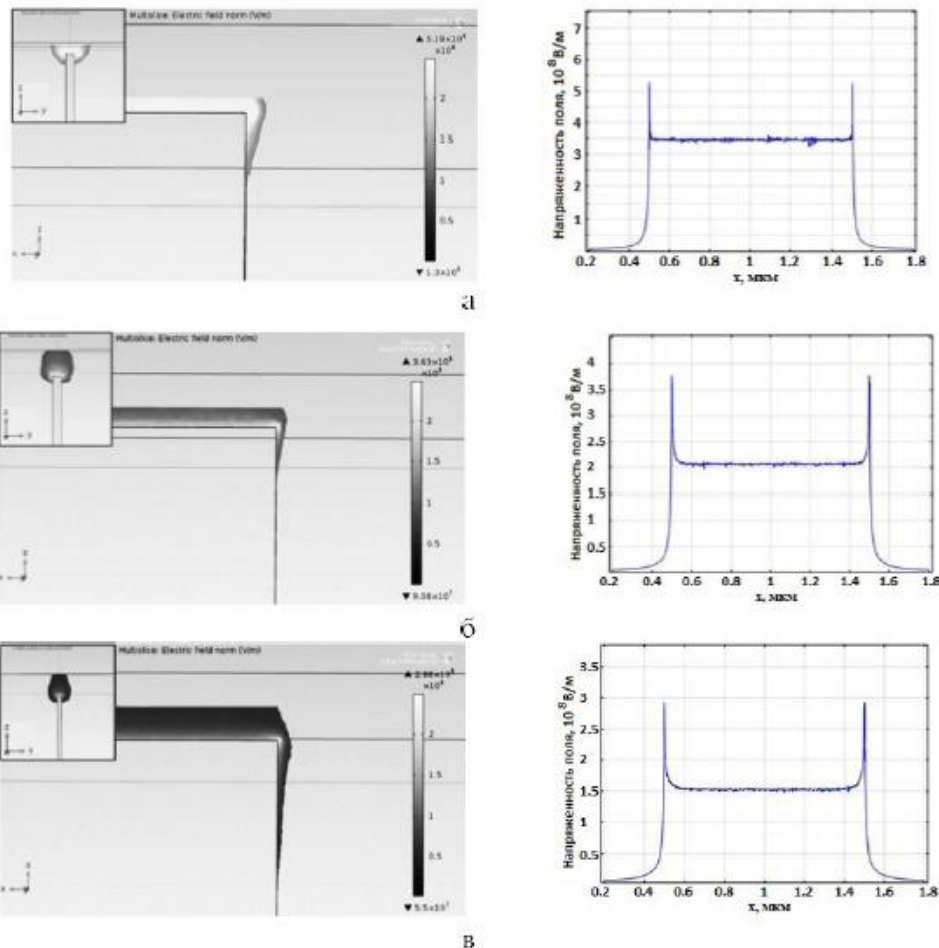 Multislice: Electric field norm (V/m)
▲ 5.19×10⁸
×10⁸
2
1.5
1
0.5
▼ 1.3×10⁸
z
y
Напряженность поля, 10⁸ В/м
7
6
5
4
3
2
1
0.2 0.4 0.6 0.8 1 1.2 1.4 1.6 1.8
x, мкм
а
Multislice: Electric field norm (V/m)
▲ 3.63×10⁸
×10⁸
2
1.5
1
0.5
▼ 9.08×10⁷
z
y
Напряженность поля, 10⁸ В/м
4
3.5
3
2.5
2
1.5
1
0.5
0.2 0.4 0.6 0.8 1 1.2 1.4 1.6 1.8
x, мкм
б
Multislice: Electric field norm (V/m)
▲ 2.88×10⁸
×10⁸
2
1.5
1
0.5
▼ 5.5×10⁷
z
y
Напряженность поля, 10⁸ В/м
3.5
3
2.5
2
1.5
1
0.5
0.2 0.4 0.6 0.8 1 1.2 1.4 1.6 1.8
x, мкм
в